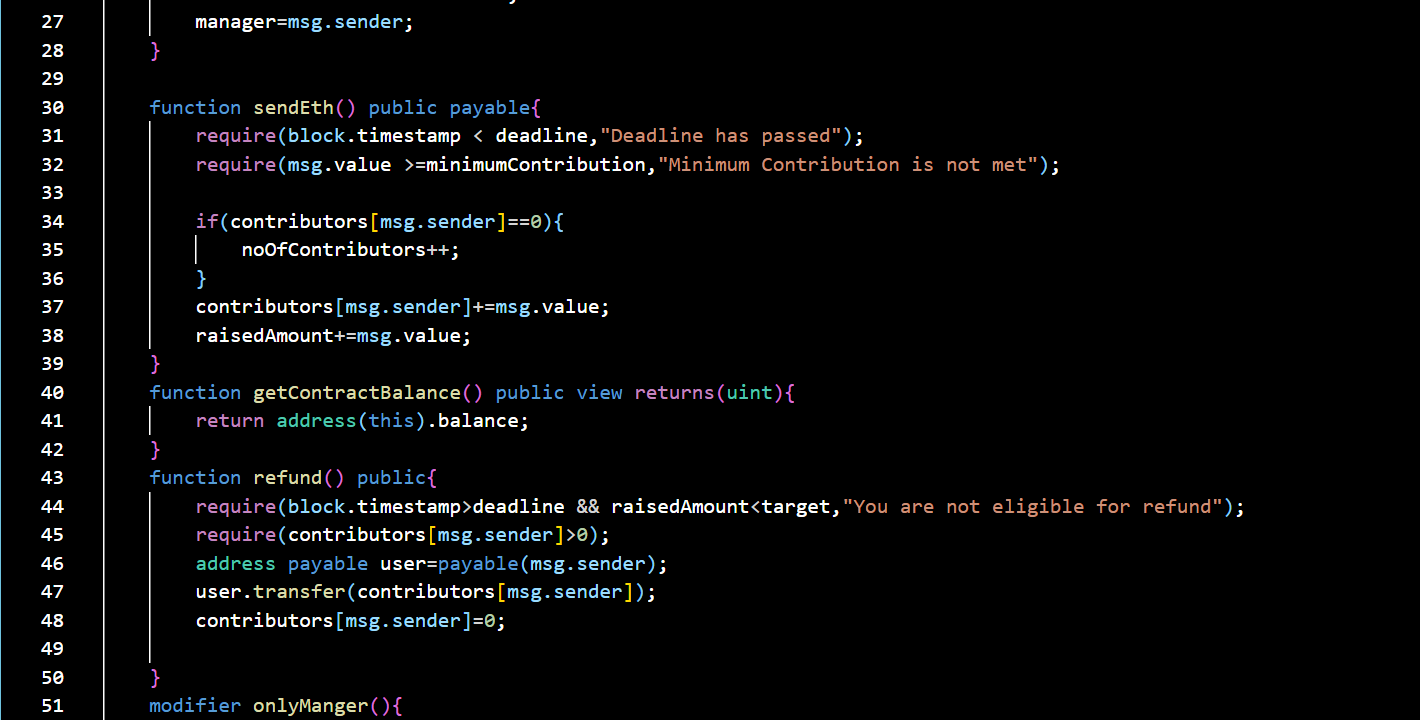 27 manager=msg.sender;
28 }
29
30 function sendEth() public payable{
31 require(block.timestamp < deadline,"Deadline has passed");
32 require(msg.value >=minimumContribution,"Minimum Contribution is not met");
33
34 if(contributors[msg.sender]==0){
35 noOfContributors++;
36 }
37 contributors[msg.sender]+=msg.value;
38 raisedAmount+=msg.value;
39 }
40 function getContractBalance() public view returns(uint){
41 return address(this).balance;
42 }
43 function refund() public{
44 require(block.timestamp>deadline && raisedAmount<target,"You are not eligible for refund");
45 require(contributors[msg.sender]>0);
46 address payable user=payable(msg.sender);
47 user.transfer(contributors[msg.sender]);
48 contributors[msg.sender]=0;
49
50 }
51 modifier onlyManger(){